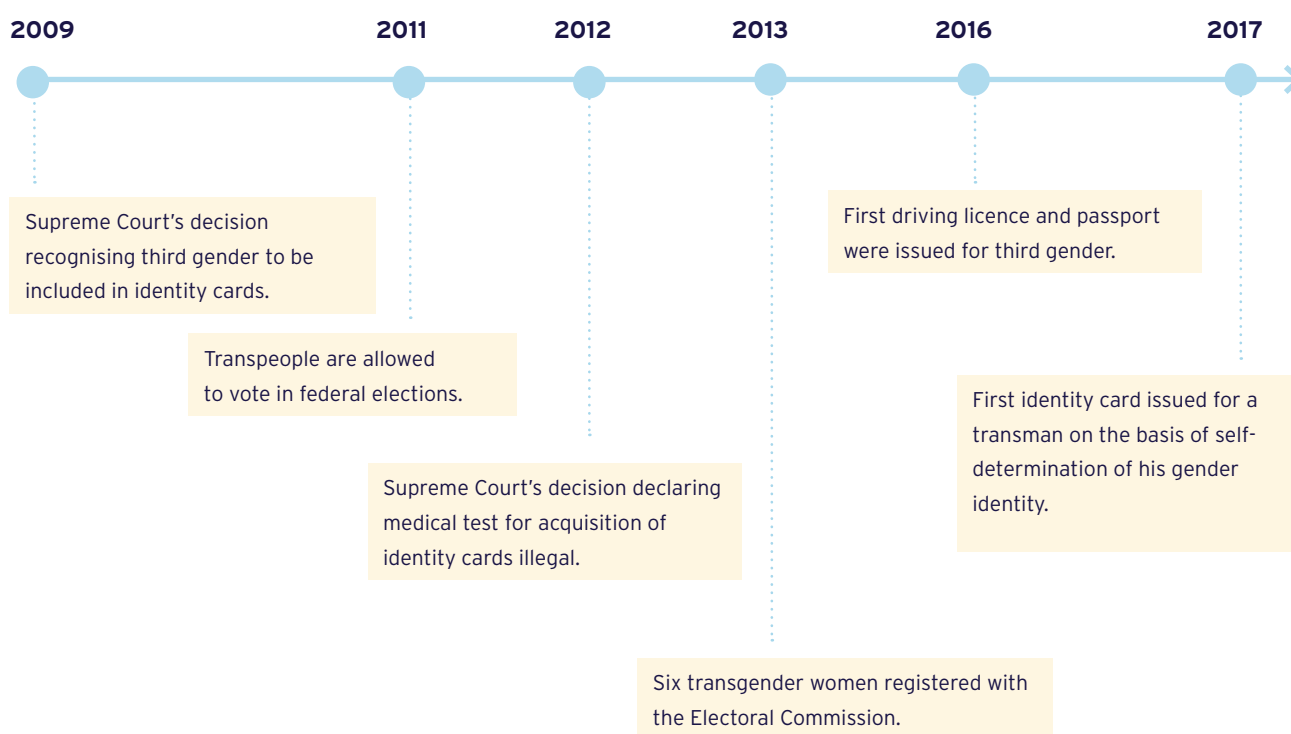 2009
2011
2012
2013
2016
2017
Supreme Court's decision
recognising third gender to be
included in identity cards.
Transpeople are allowed
to vote in federal elections.
Supreme Court's decision declaring
medical test for acquisition of
identity cards illegal.
Six transgender women registered with
the Electoral Commission.
First driving licence and passport
were issued for third gender.
First identity card issued for a
transman on the basis of self-
determination of his gender
identity.